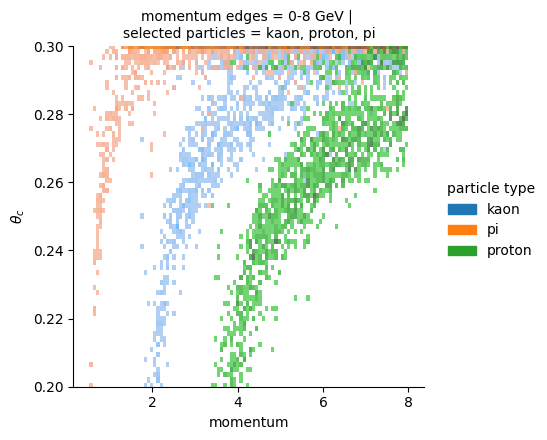 momentum edges = 0-8 GeV |
selected particles = kaon, proton, pi
0.30
0.28
0.26
0.24
0.22
0.20
θc
2
4
6
8
momentum
particle type
kaon
pi
proton